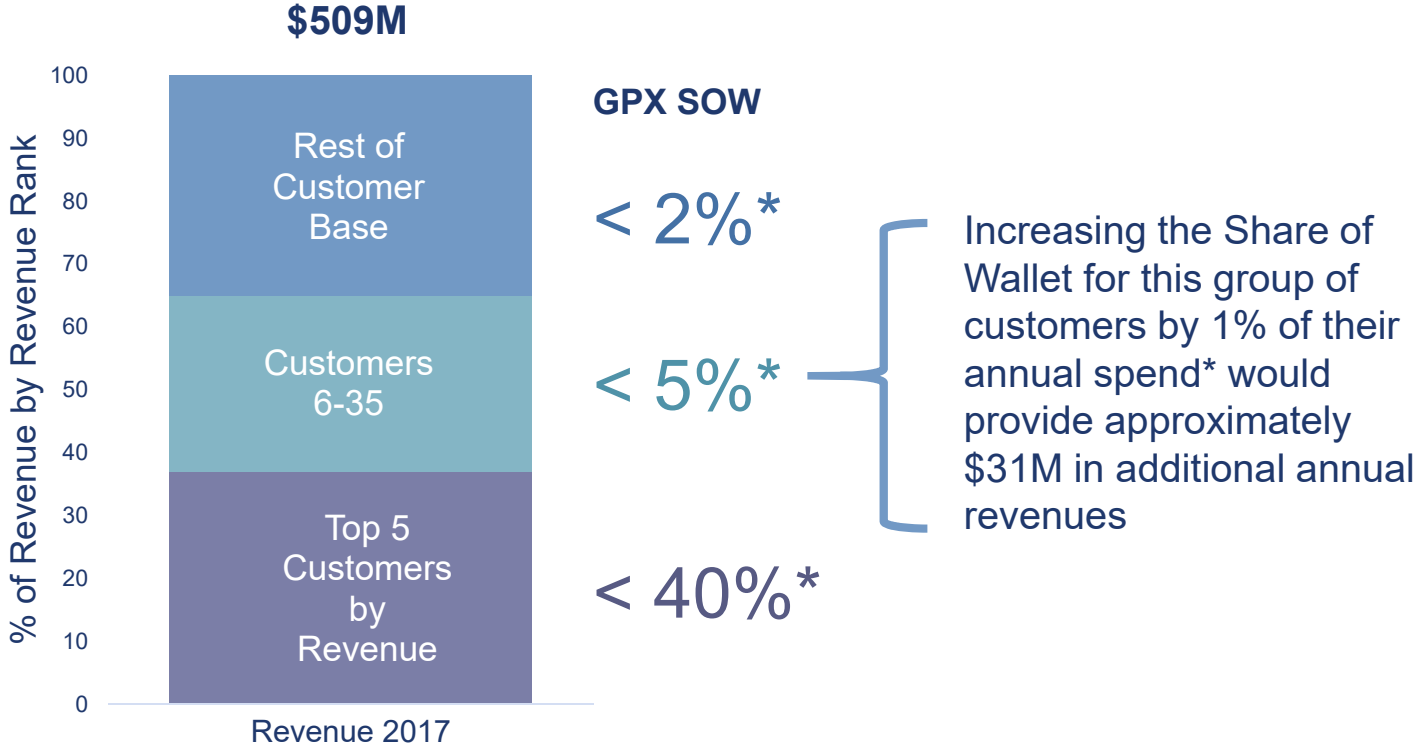 $509M
% of Revenue by Revenue Rank
100
90
80
70
60
50
40
30
20
10
0
Rest of
Customer
Base
Customers
6-35
Top 5
Customers
by
Revenue
Revenue 2017
GPX SOW
< 2%*
< 5%*
< 40%*
Increasing the Share of
Wallet for this group of
customers by 1% of their
annual spend* would
provide approximately
$31M in additional annual
revenues